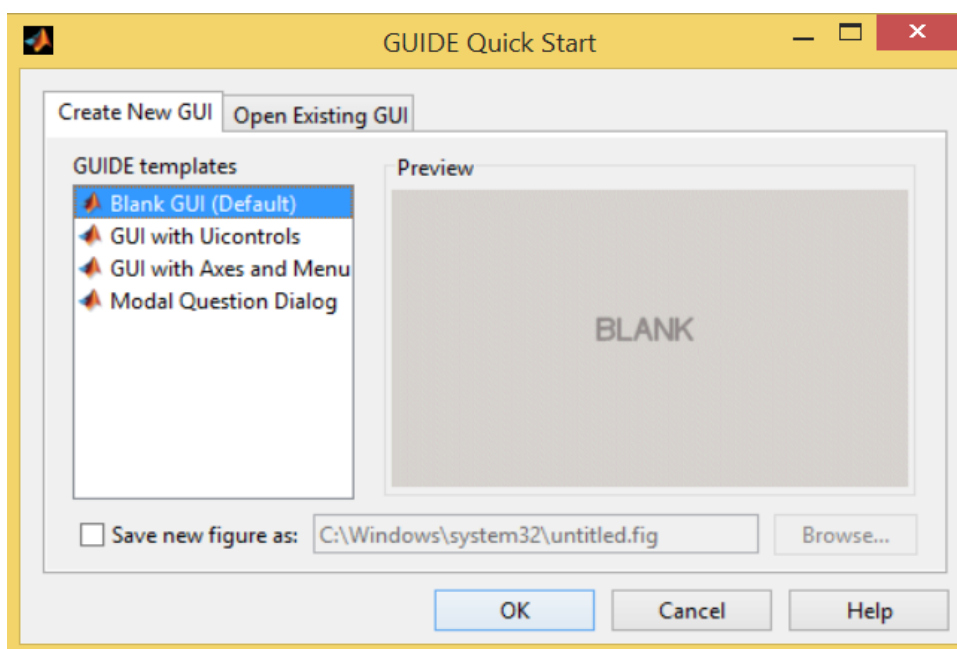 GUIDE Quick Start
Create New GUI
Open Existing GUI
GUIDE templates
Blank GUI (Default)
GUI with Uicontrols
GUI with Axes and Menu
Modal Question Dialog
Preview
BLANK
Save new figure as:
C:\Windows\system32\untitled.fig
Browse...
OK
Cancel
Help